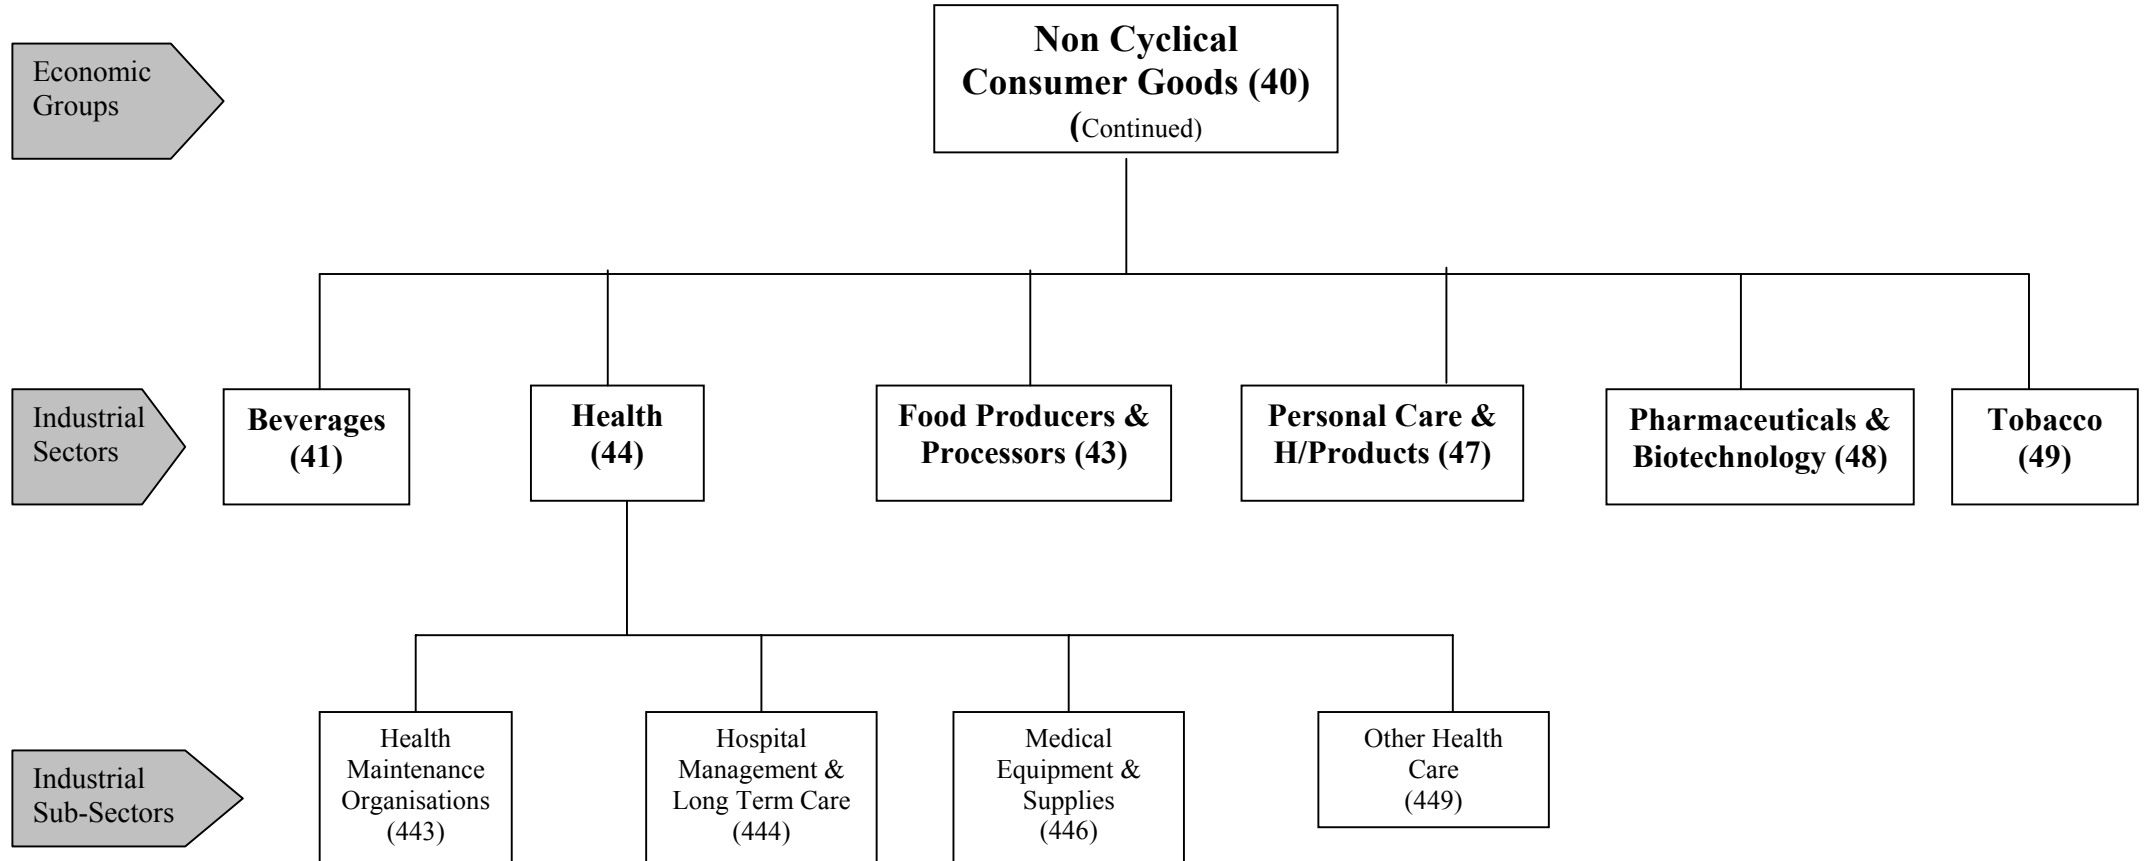 Economic
Groups
Non Cyclical
Consumer Goods (40)
(Continued)
Industrial
Sectors
Beverages
(41)
Health
(44)
Food Producers &
Processors (43)
Personal Care &
H/Products (47)
Pharmaceuticals &
Biotechnology (48)
Tobacco
(49)
Industrial
Sub-Sectors
Health
Maintenance
Organisations
(443)
Hospital
Management &
Long Term Care
(444)
Medical
Equipment &
Supplies
(446)
Other Health
Care
(449)